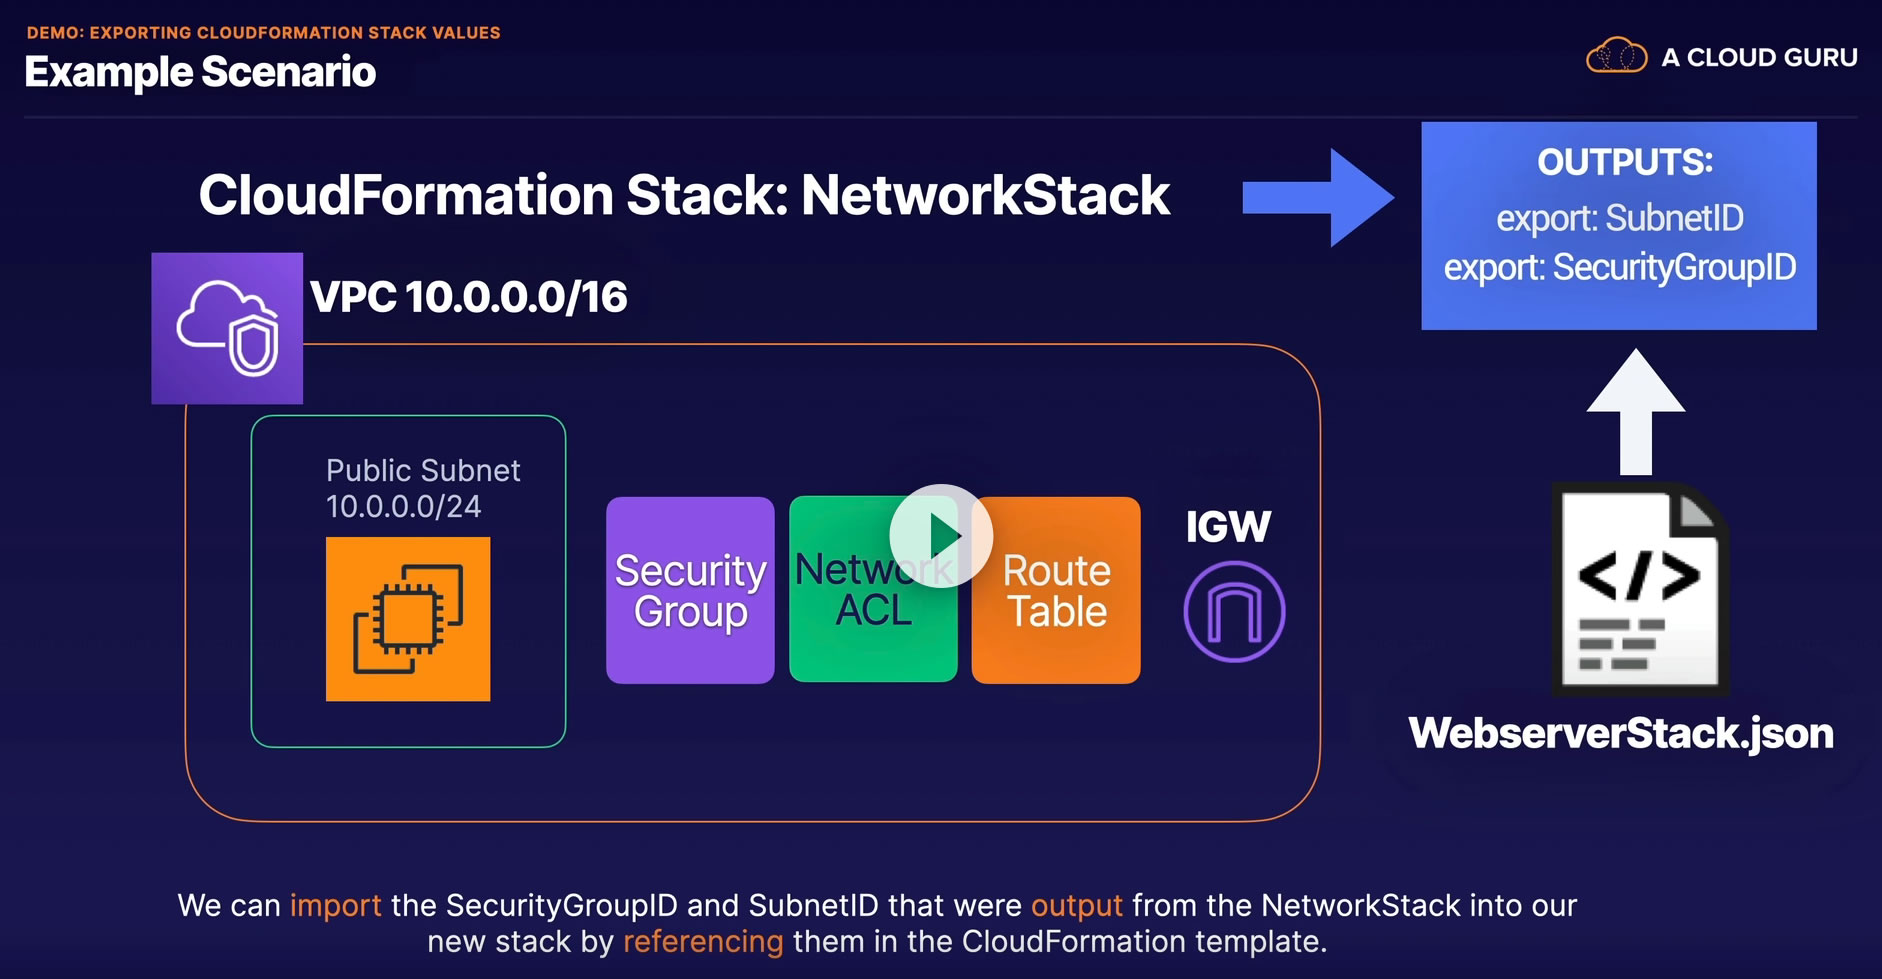 DEMO: EXPORTING CLOUDFORMATION STACK VALUES
Example Scenario
A CLOUD GURU
CloudFormation Stack: NetworkStack
OUTPUTS:
export: SubnetID
export: SecurityGroupID
VPC 10.0.0.0/16
Public Subnet
10.0.0.0/24
Security
Group
Network
ACL
Route
Table
IGW
</>
WebserverStack.json
We can import the SecurityGroupID and SubnetID that were output from the NetworkStack into our
new stack by referencing them in the CloudFormation template.